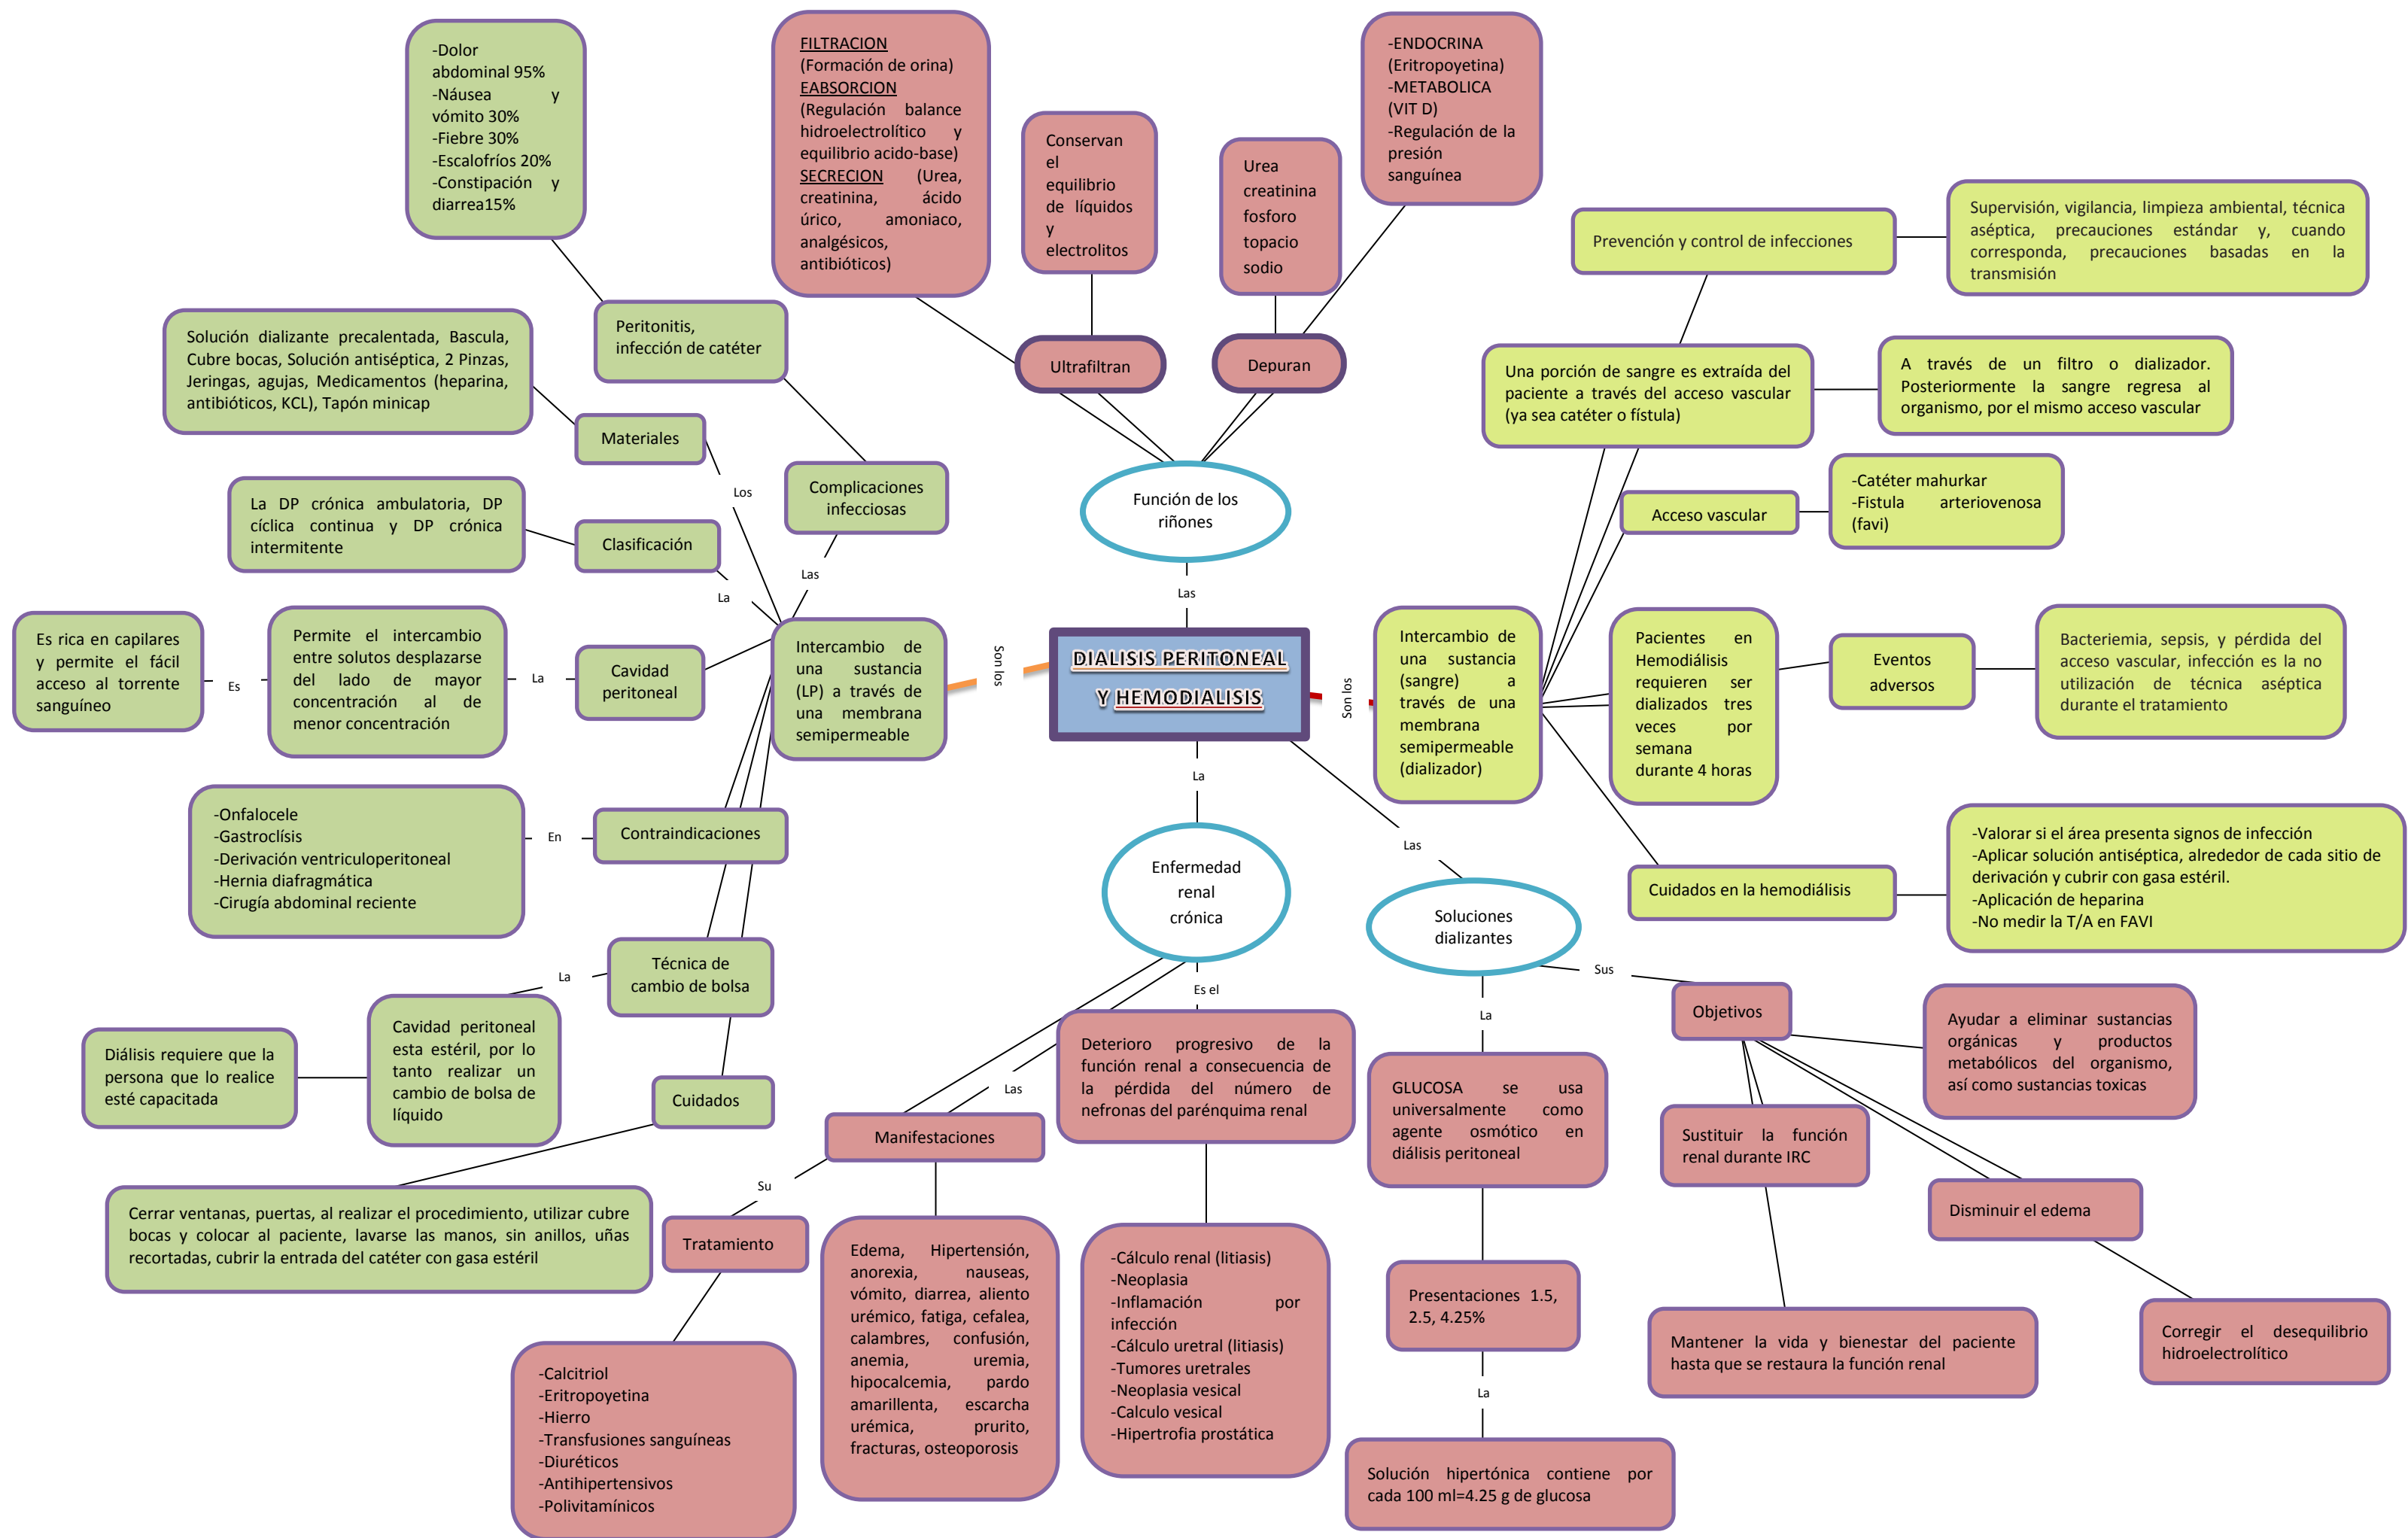 -Dolor
abdominal 95%
-Náusea y
vómito 30%
-Fiebre 30%
-Escalofríos 20%
-Constipación y
diarrea15%
FILTRACION
(Formación de orina)
EABSORCION
(Regulación balance
hidroelectrolítico y
equilibrio acido-base)
SECRECION (Urea,
creatinina, ácido
úrico, amoniaco,
analgésicos,
antibióticos)
Conservan
el
equilibrio
de líquidos
y
electrolitos
Urea
creatinina
fosforo
topacio
sodio
-ENDOCRINA
(Eritropoyetina)
-METABOLICA
(VIT D)
-Regulación de la
presión
sanguínea
Prevención y control de infecciones
Supervisión, vigilancia, limpieza ambiental, técnica
aséptica, precauciones estándar y, cuando
corresponda, precauciones basadas en la
transmisión
Peritonitis,
infección de catéter
Ultrafiltran
Depuran
Solución dializante precalentada, Bascula,
Cubre bocas, Solución antiséptica, 2 Pinzas,
Jeringas, agujas, Medicamentos (heparina,
antibióticos, KCL), Tapón minicap
Materiales
Los
Una porción de sangre es extraída del
paciente a través del acceso vascular
(ya sea catéter o fístula)
A través de un filtro o dializador.
Posteriormente la sangre regresa al
organismo, por el mismo acceso vascular
Complicaciones
infecciosas
Las
Función de los
riñones
Las
Acceso vascular
-Catéter mahurkar
-Fistula arteriovenosa
(favi)
La DP crónica ambulatoria, DP
cíclica continua y DP crónica
intermitente
Clasificación
La
Es rica en capilares
y permite el fácil
acceso al torrente
sanguíneo
Es
Permite el intercambio
entre solutos desplazarse
del lado de mayor
concentración al de
menor concentración
La
Cavidad
peritoneal
Intercambio de
una sustancia
(LP) a través de
una membrana
semipermeable
Son los
DIALISIS PERITONEAL
Y HEMODIALISIS
Son los
Intercambio de
una sustancia
(sangre) a
través de una
membrana
semipermeable
(dializador)
Pacientes en
Hemodiálisis
requieren ser
dializados tres
veces por
semana
durante 4 horas
Eventos
adversos
Bacteriemia, sepsis, y pérdida del
acceso vascular, infección es la no
utilización de técnica aséptica
durante el tratamiento
-Onfalocele
-Gastroclísis
-Derivación ventriculoperitoneal
-Hernia diafragmática
-Cirugía abdominal reciente
En
Contraindicaciones
La
Enfermedad
renal
crónica
Las
Soluciones
dializantes
Cuidados en la hemodiálisis
-Valorar si el área presenta signos de infección
-Aplicar solución antiséptica, alrededor de cada sitio de
derivación y cubrir con gasa estéril.
-Aplicación de heparina
-No medir la T/A en FAVI
Técnica de
cambio de bolsa
La
Cavidad peritoneal
esta estéril, por lo
tanto realizar un
cambio de bolsa de
líquido
Diálisis requiere que la
persona que lo realice
esté capacitada
Cuidados
Cerrar ventanas, puertas, al realizar el procedimiento, utilizar cubre
bocas y colocar al paciente, lavarse las manos, sin anillos, uñas
recortadas, cubrir la entrada del catéter con gasa estéril
Es el
Deterioro progresivo de la
función renal a consecuencia de
la pérdida del número de
nefronas del parénquima renal
Las
Manifestaciones
Su
Tratamiento
-Calcitriol
-Eritropoyetina
-Hierro
-Transfusiones sanguíneas
-Diuréticos
-Antihipertensivos
-Polivitamínicos
Edema, Hipertensión,
anorexia, nauseas,
vómito, diarrea, aliento
urémico, fatiga, cefalea,
calambres, confusión,
anemia, uremia,
hipocalcemia, pardo
amarillenta, escarcha
urémica, prurito,
fracturas, osteoporosis
-Cálculo renal (litiasis)
-Neoplasia
-Inflamación por
infección
-Cálculo uretral (litiasis)
-Tumores uretrales
-Neoplasia vesical
-Calculo vesical
-Hipertrofia prostática
La
GLUCOSA se usa
universalmente como
agente osmótico en
diálisis peritoneal
Presentaciones 1.5,
2.5, 4.25%
La
Solución hipertónica contiene por
cada 100 ml=4.25 g de glucosa
Sus
Objetivos
Ayudar a eliminar sustancias
orgánicas y productos
metabólicos del organismo,
así como sustancias toxicas
Sustituir la función
renal durante IRC
Disminuir el edema
Mantener la vida y bienestar del paciente
hasta que se restaura la función renal
Corregir el desequilibrio
hidroelectrolítico